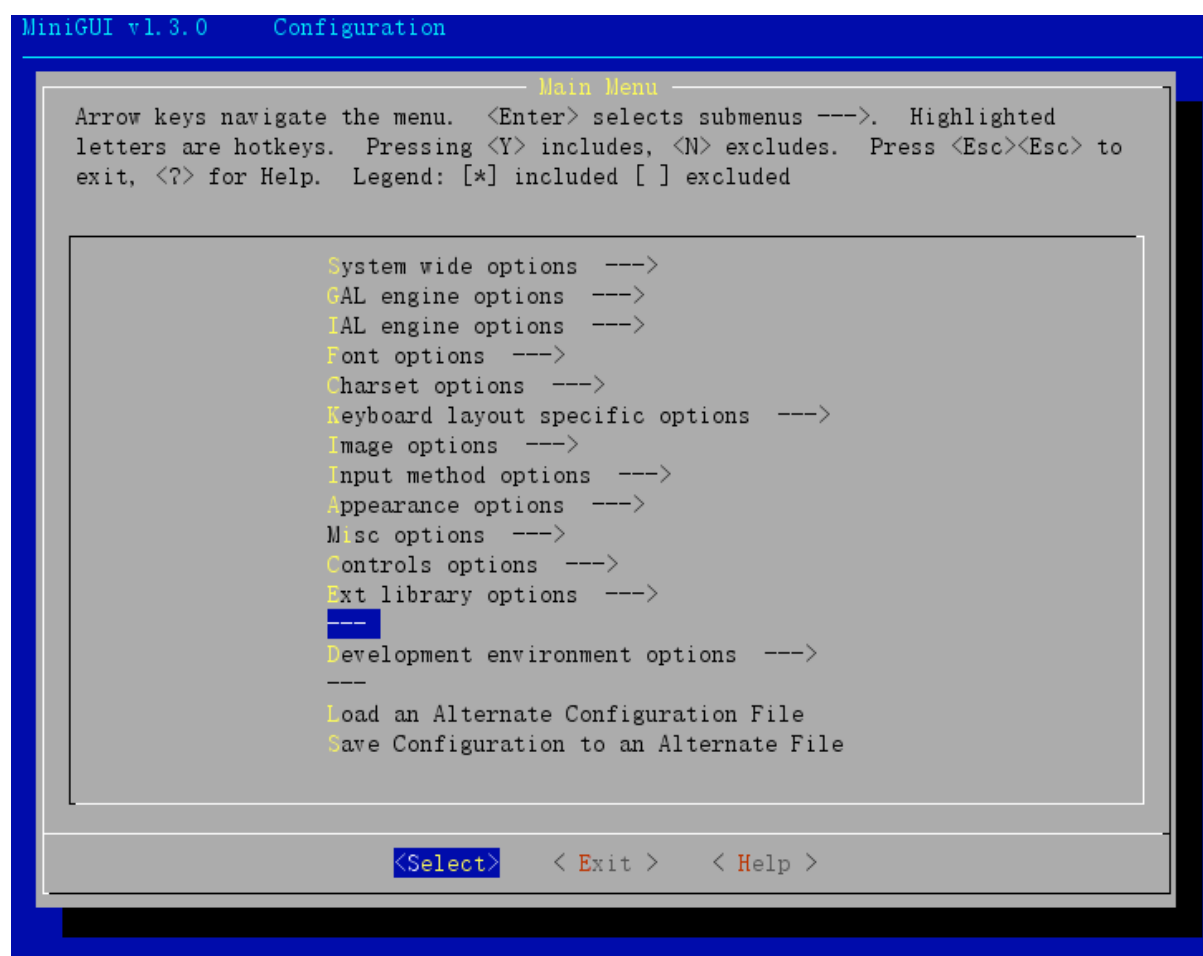 MiniGUI v1.3.0    Configuration
Main Menu
Arrow keys navigate the menu.  <Enter> selects submenus --->.  Highlighted
letters are hotkeys.  Pressing <Y> includes, <N> excludes.  Press <Esc><Esc> to
exit, <?> for Help.  Legend: [*] included [ ] excluded
System wide options  --->
GAL engine options  --->
IAL engine options  --->
Font options  --->
Charset options  --->
Keyboard layout specific options  --->
Image options  --->
Input method options  --->
Appearance options  --->
Misc options  --->
Controls options  --->
Ext library options  --->
---
Development environment options  --->
---
Load an Alternate Configuration File
Save Configuration to an Alternate File
<Select>    < Exit >    < Help >